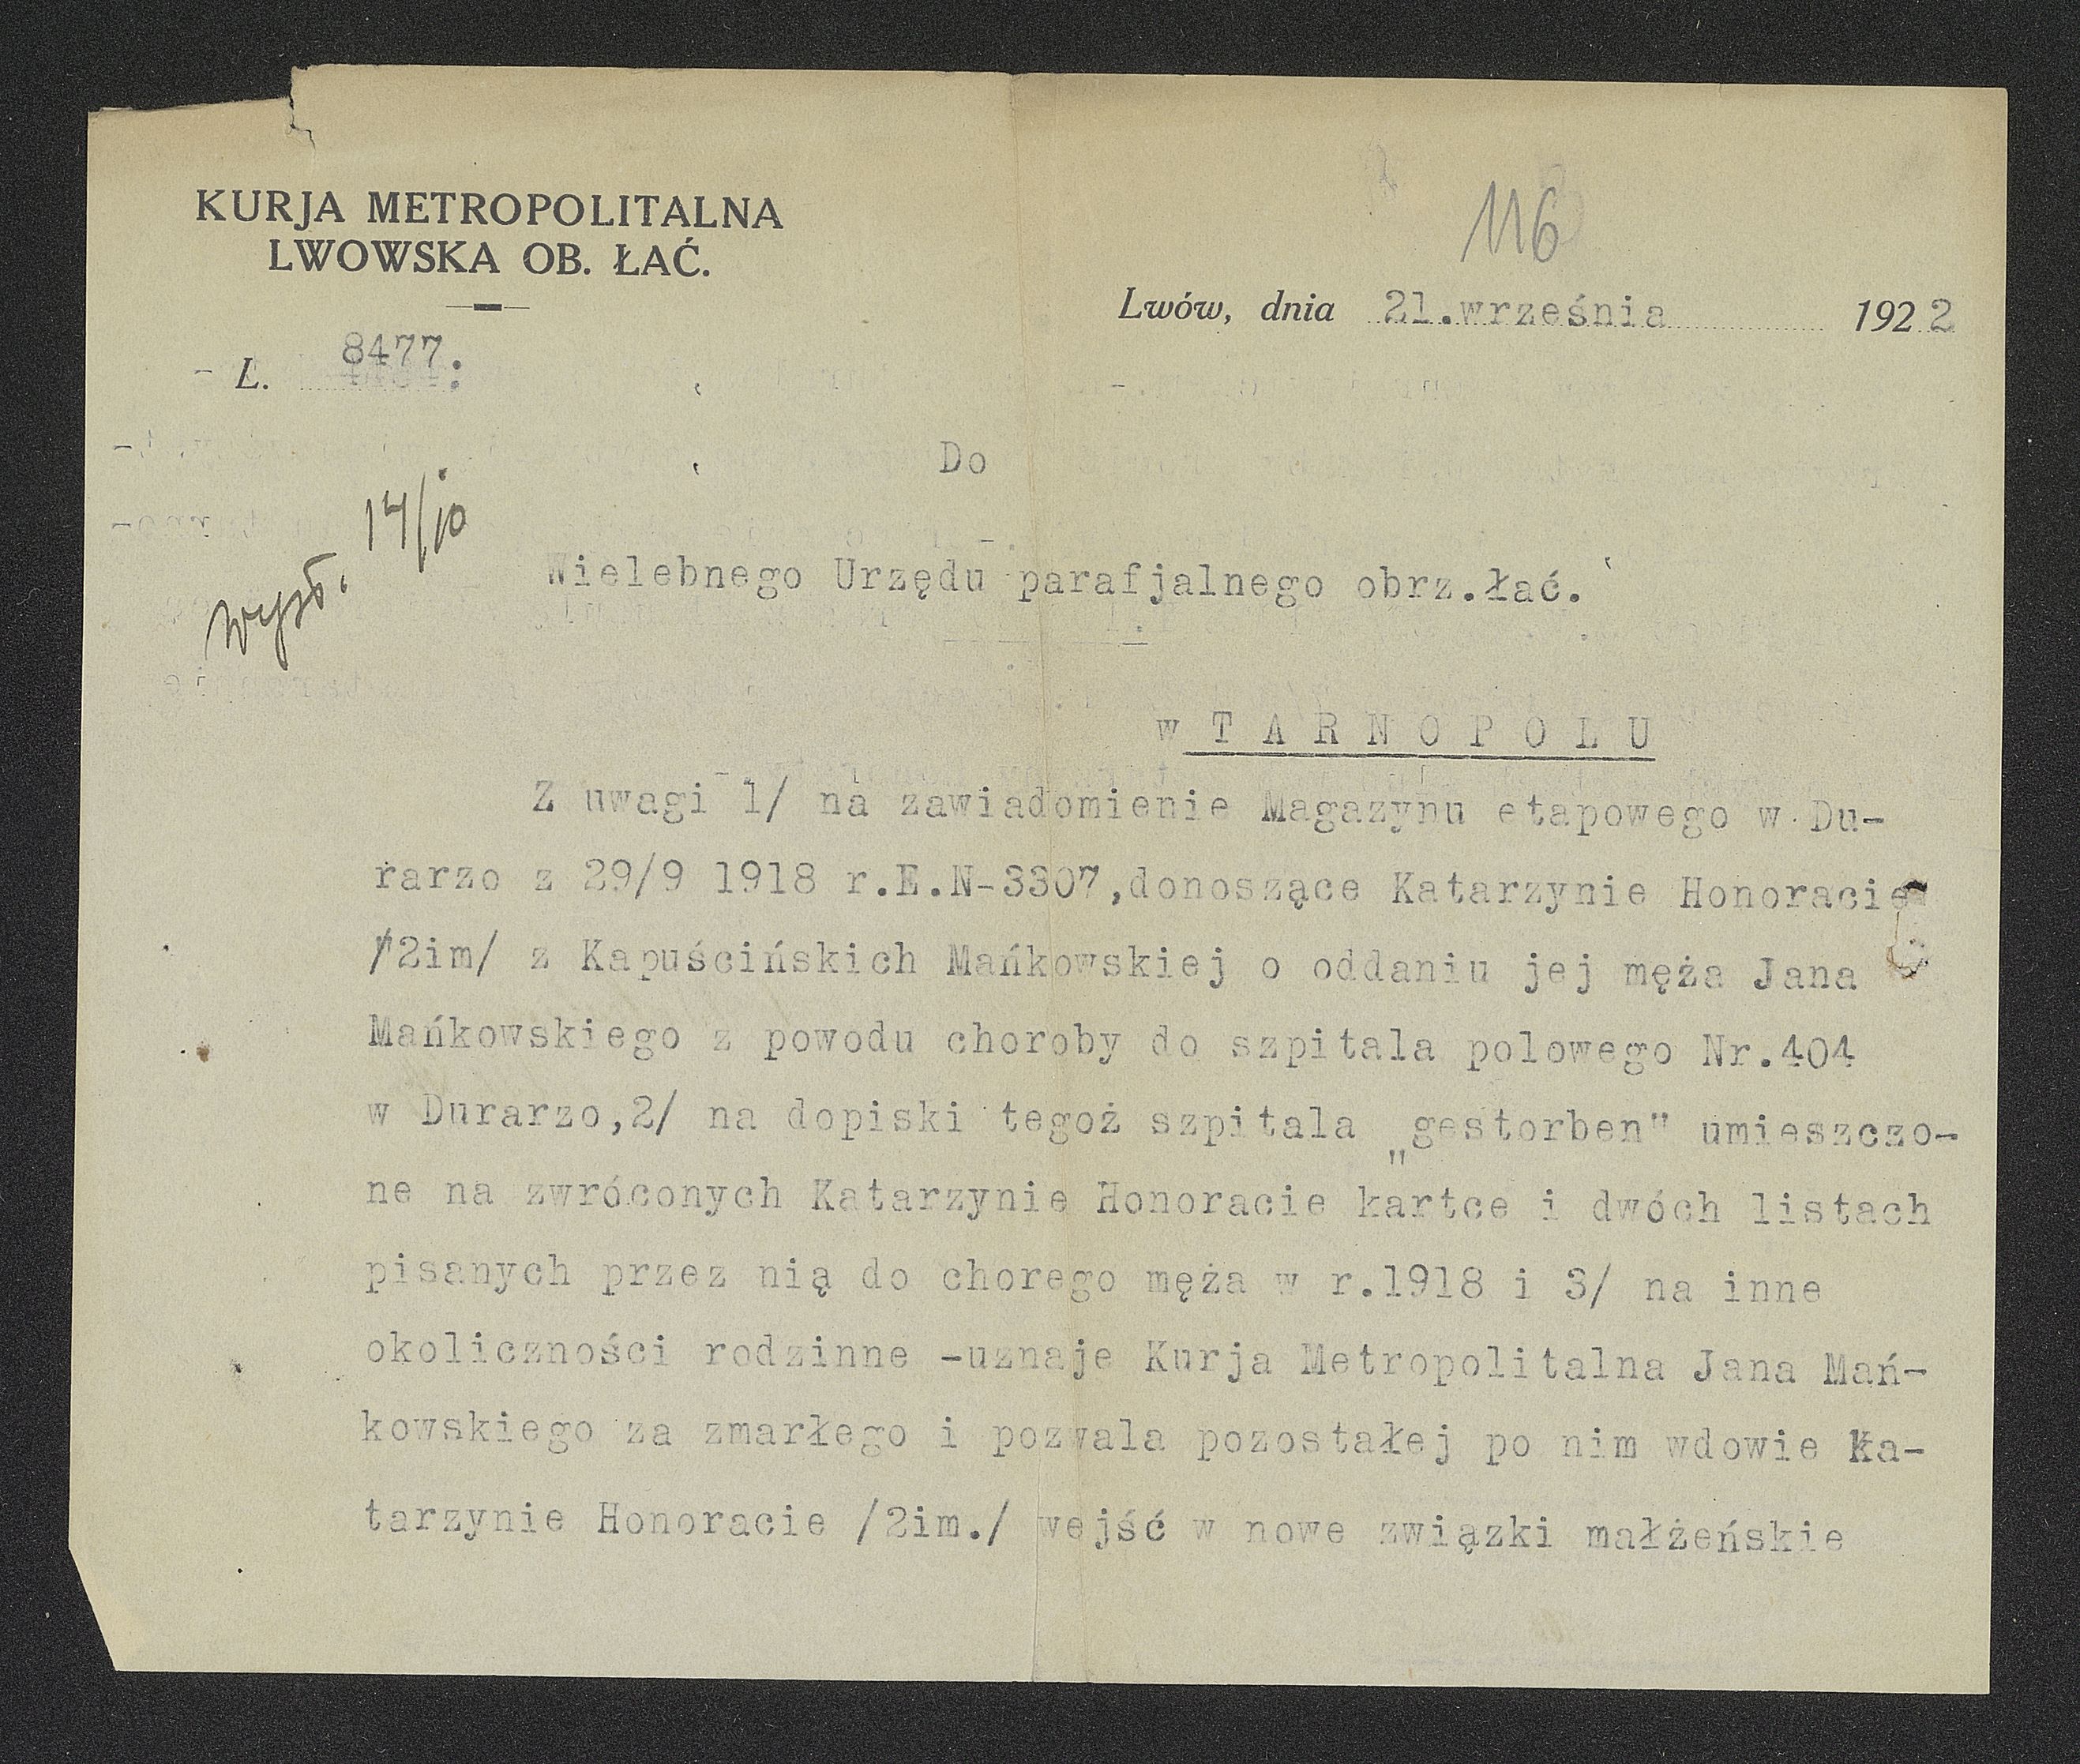 116
KURJA METROPOLITALNA
LWOWSKA OB. ŁAĆ.
Lwów, dnia 21.września 1922
L. 8477:
Do
wysł. 14/10
Wielebnego Urzędu parafjalnego obrz.łać.
w T A R N O P O L U
Z uwagi 1/ na zawiadomienie Magazynu etapowego w Du-
rarzo z 29/9 1918 r.E.N-3307,donoszące Katarzynie Honoracie
/2im/ z Kapuścińskich Mańkowskiej o oddaniu jej męża Jana
Mańkowskiego z powodu choroby do szpitala polowego Nr.404
w Durarzo,2/ na dopiski tegoż szpitala „gestorben" umieszczo-
ne na zwróconych Katarzynie Honoracie kartce i dwóch listach
pisanych przez nią do chorego męża w r.1918 i 3/ na inne
okoliczności rodzinne -uznaje Kurja Metropolitalna Jana Mań-
kowskiego za zmarłego i pozwala pozostałej po nim wdowie Ka-
tarzynie Honoracie /2im./ wejść w nowe związki małżeńskie